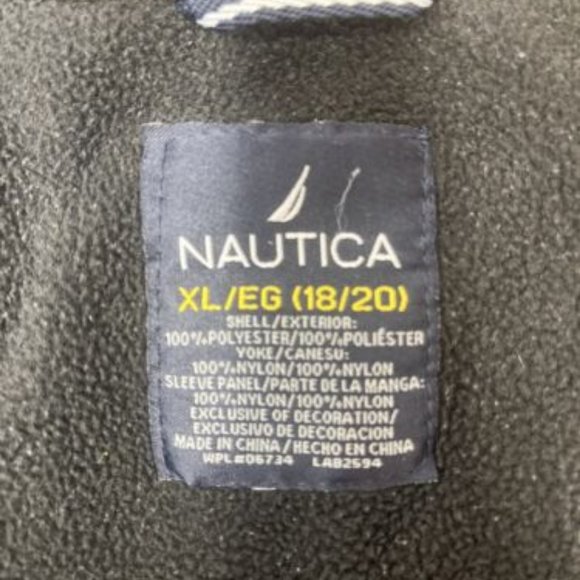 NAUTICA
XL/EG (18/20)
SHELL/EXTERIOR:
100%POLYESTER/100%POLIÉSTER
YOKE/CANESU:
100%NYLON/100%NYLON
SLEEVE PANEL/PARTE DE LA MANGA:
100%NYLON/100%NYLON
EXCLUSIVE OF DECORATION/
EXCLUSIVO DE DECORACION
MADE IN CHINA/HECHO EN CHINA
WPL#06734 LAB2594